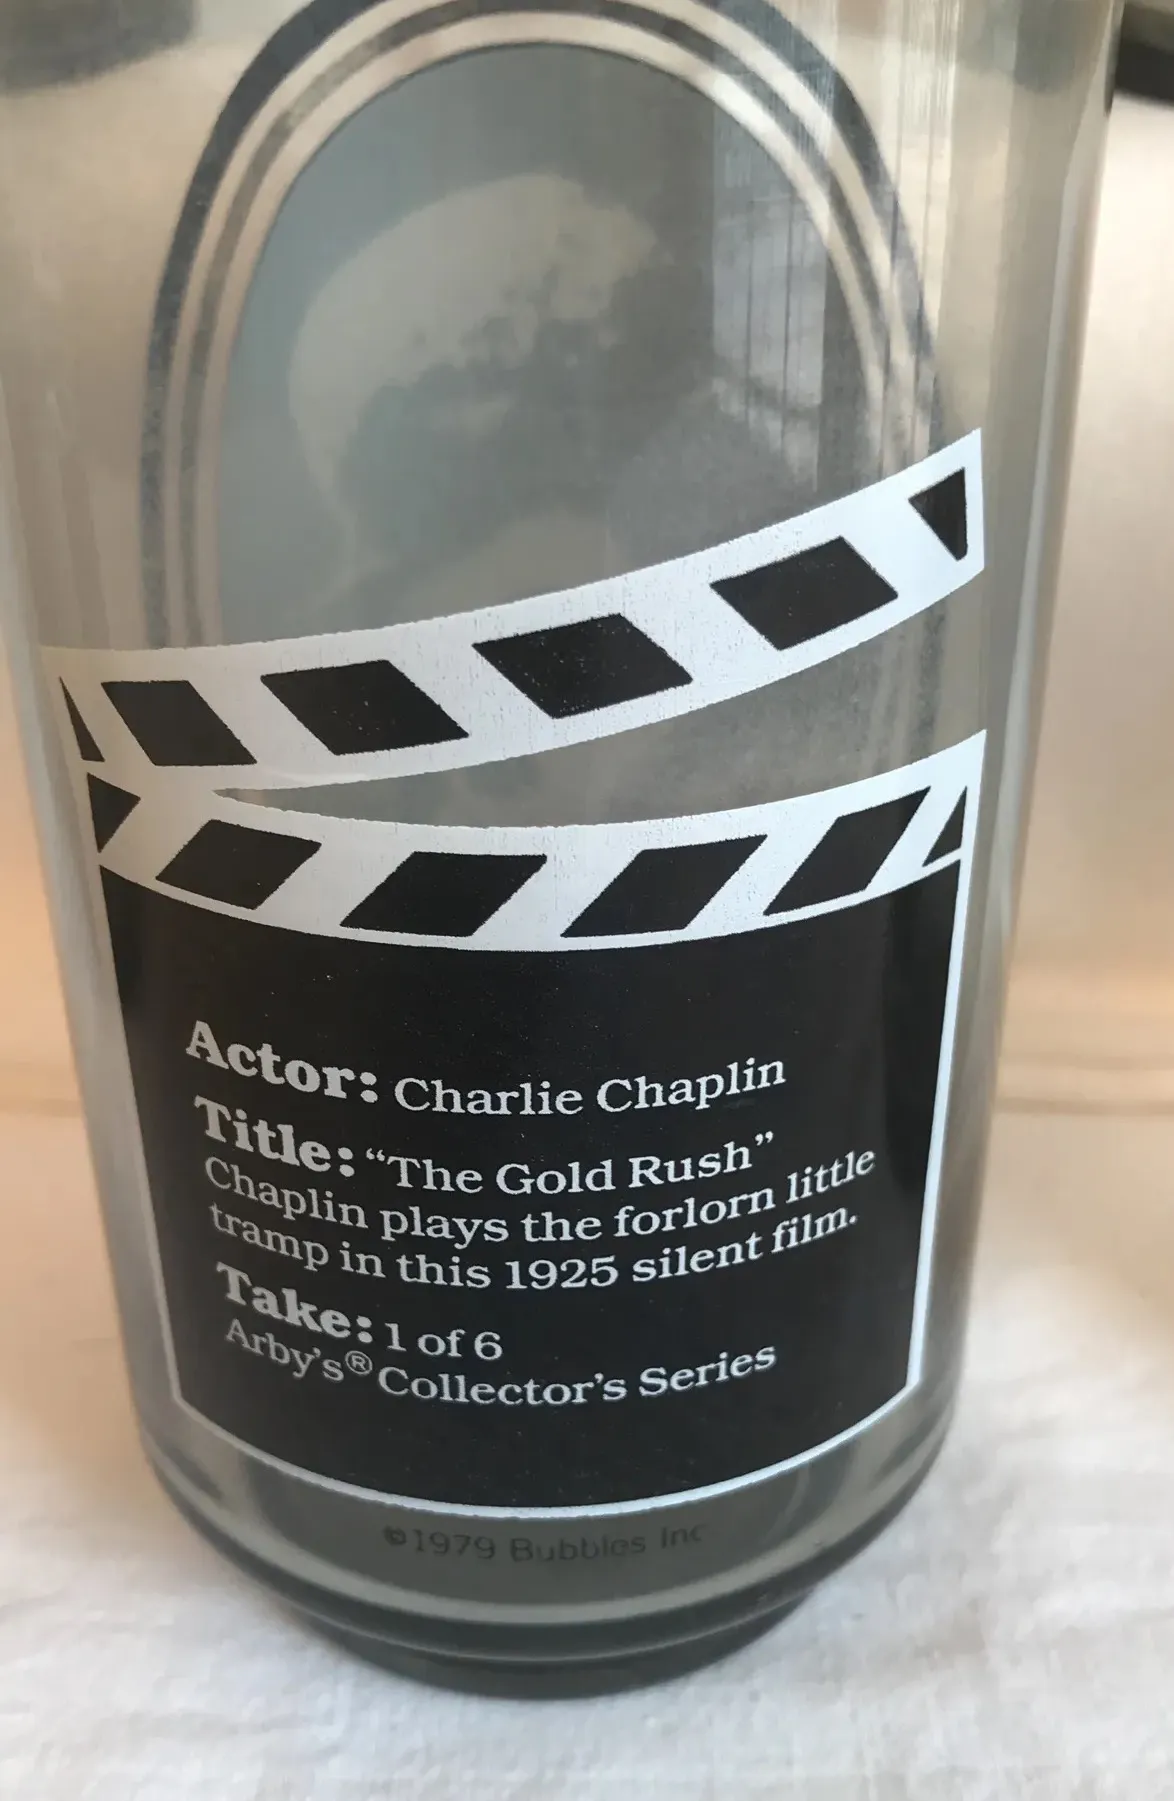 Actor: Charlie Chaplin
Title: “The Gold Rush”
Chaplin plays the forlorn little
tramp in this 1925 silent film.
Take: 1 of 6
Arby's® Collector's Series
©1979 Bubbles Inc